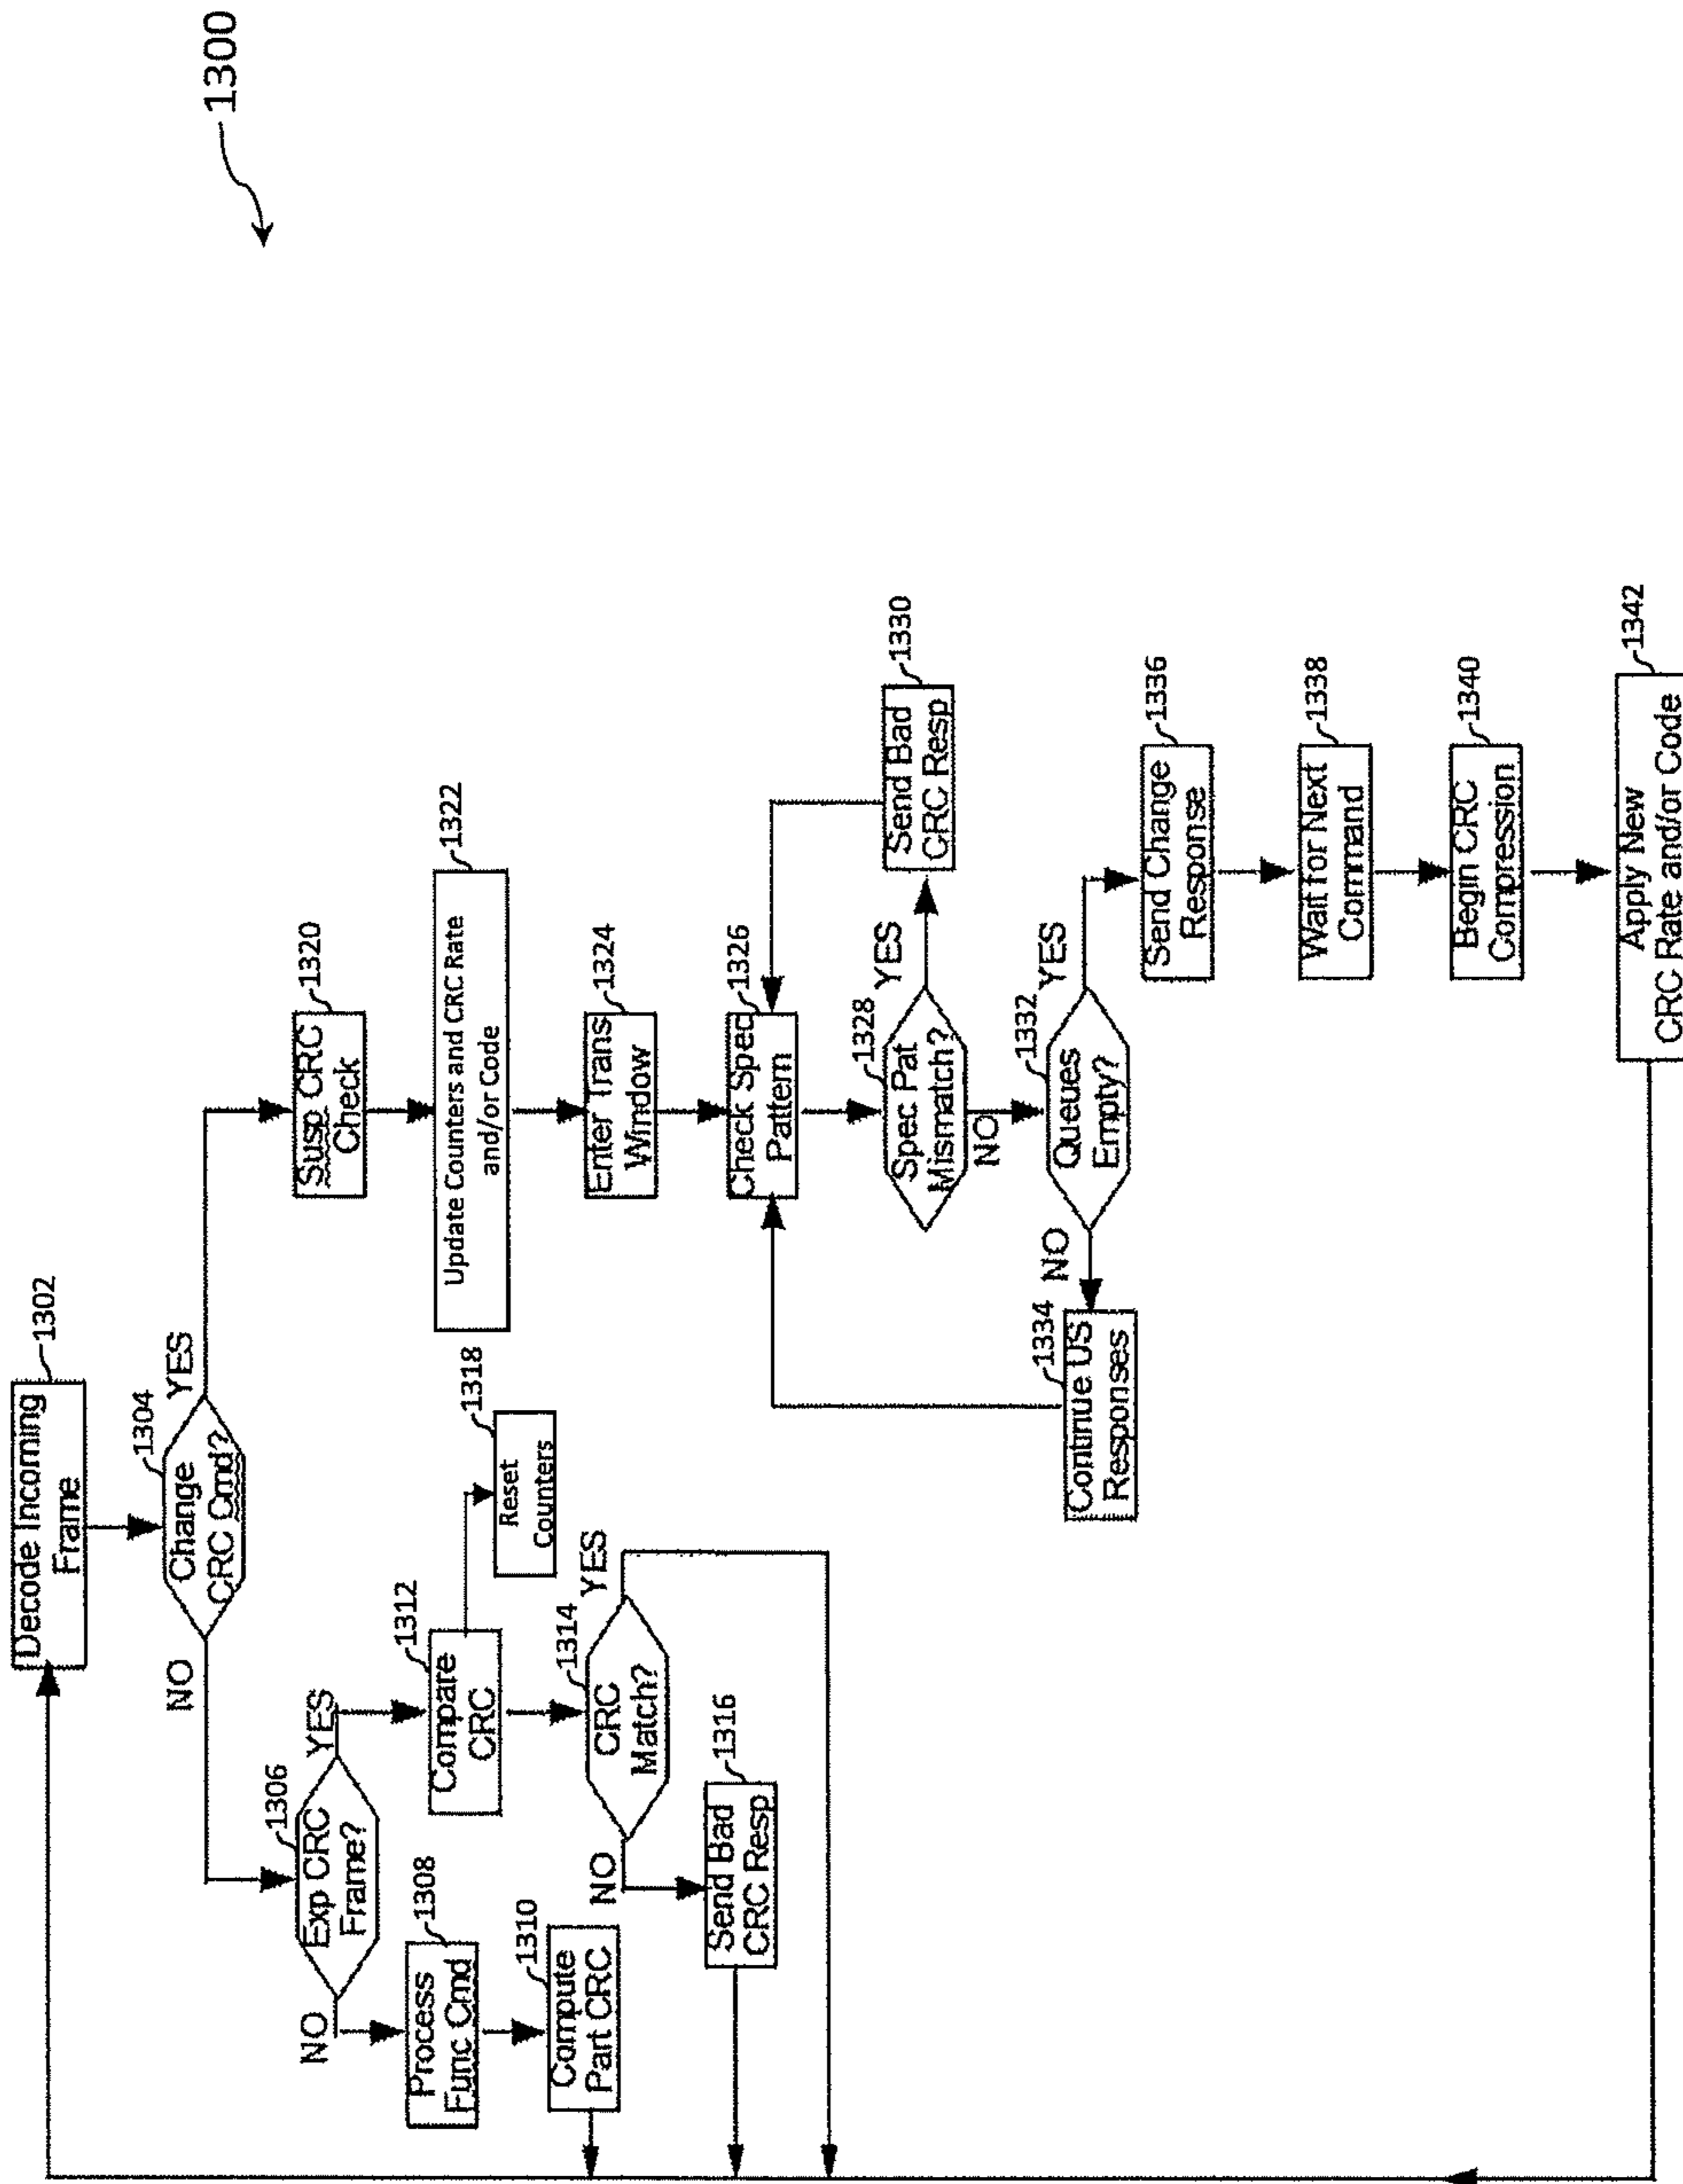 1300
Decode Incoming
Frame
1302
Change
CRC Cmd?
1304
YES
NO
Exp CRC
Frame?
1306
YES
NO
Process
Func Cmd
1308
Compute
Part CRC
1310
Compare
CRC
1312
CRC
Match?
1314
YES
NO
Send Bad
CRC Resp
1316
Reset
Counters
1318
Susp CRC
Check
1320
Update Counters and CRC Rate
and/or Code
1322
Enter Trans
Window
1324
Check Spec
Pattern
1326
Spec Pat
Mismatch?
1328
YES
NO
Send Bad
CRC Resp
1330
Queues
Empty?
1332
YES
NO
Continue US
Responses
1334
Send Change
Response
1336
Wait for Next
Command
1338
Begin CRC
Compression
1340
Apply New
CRC Rate and/or Code
1342